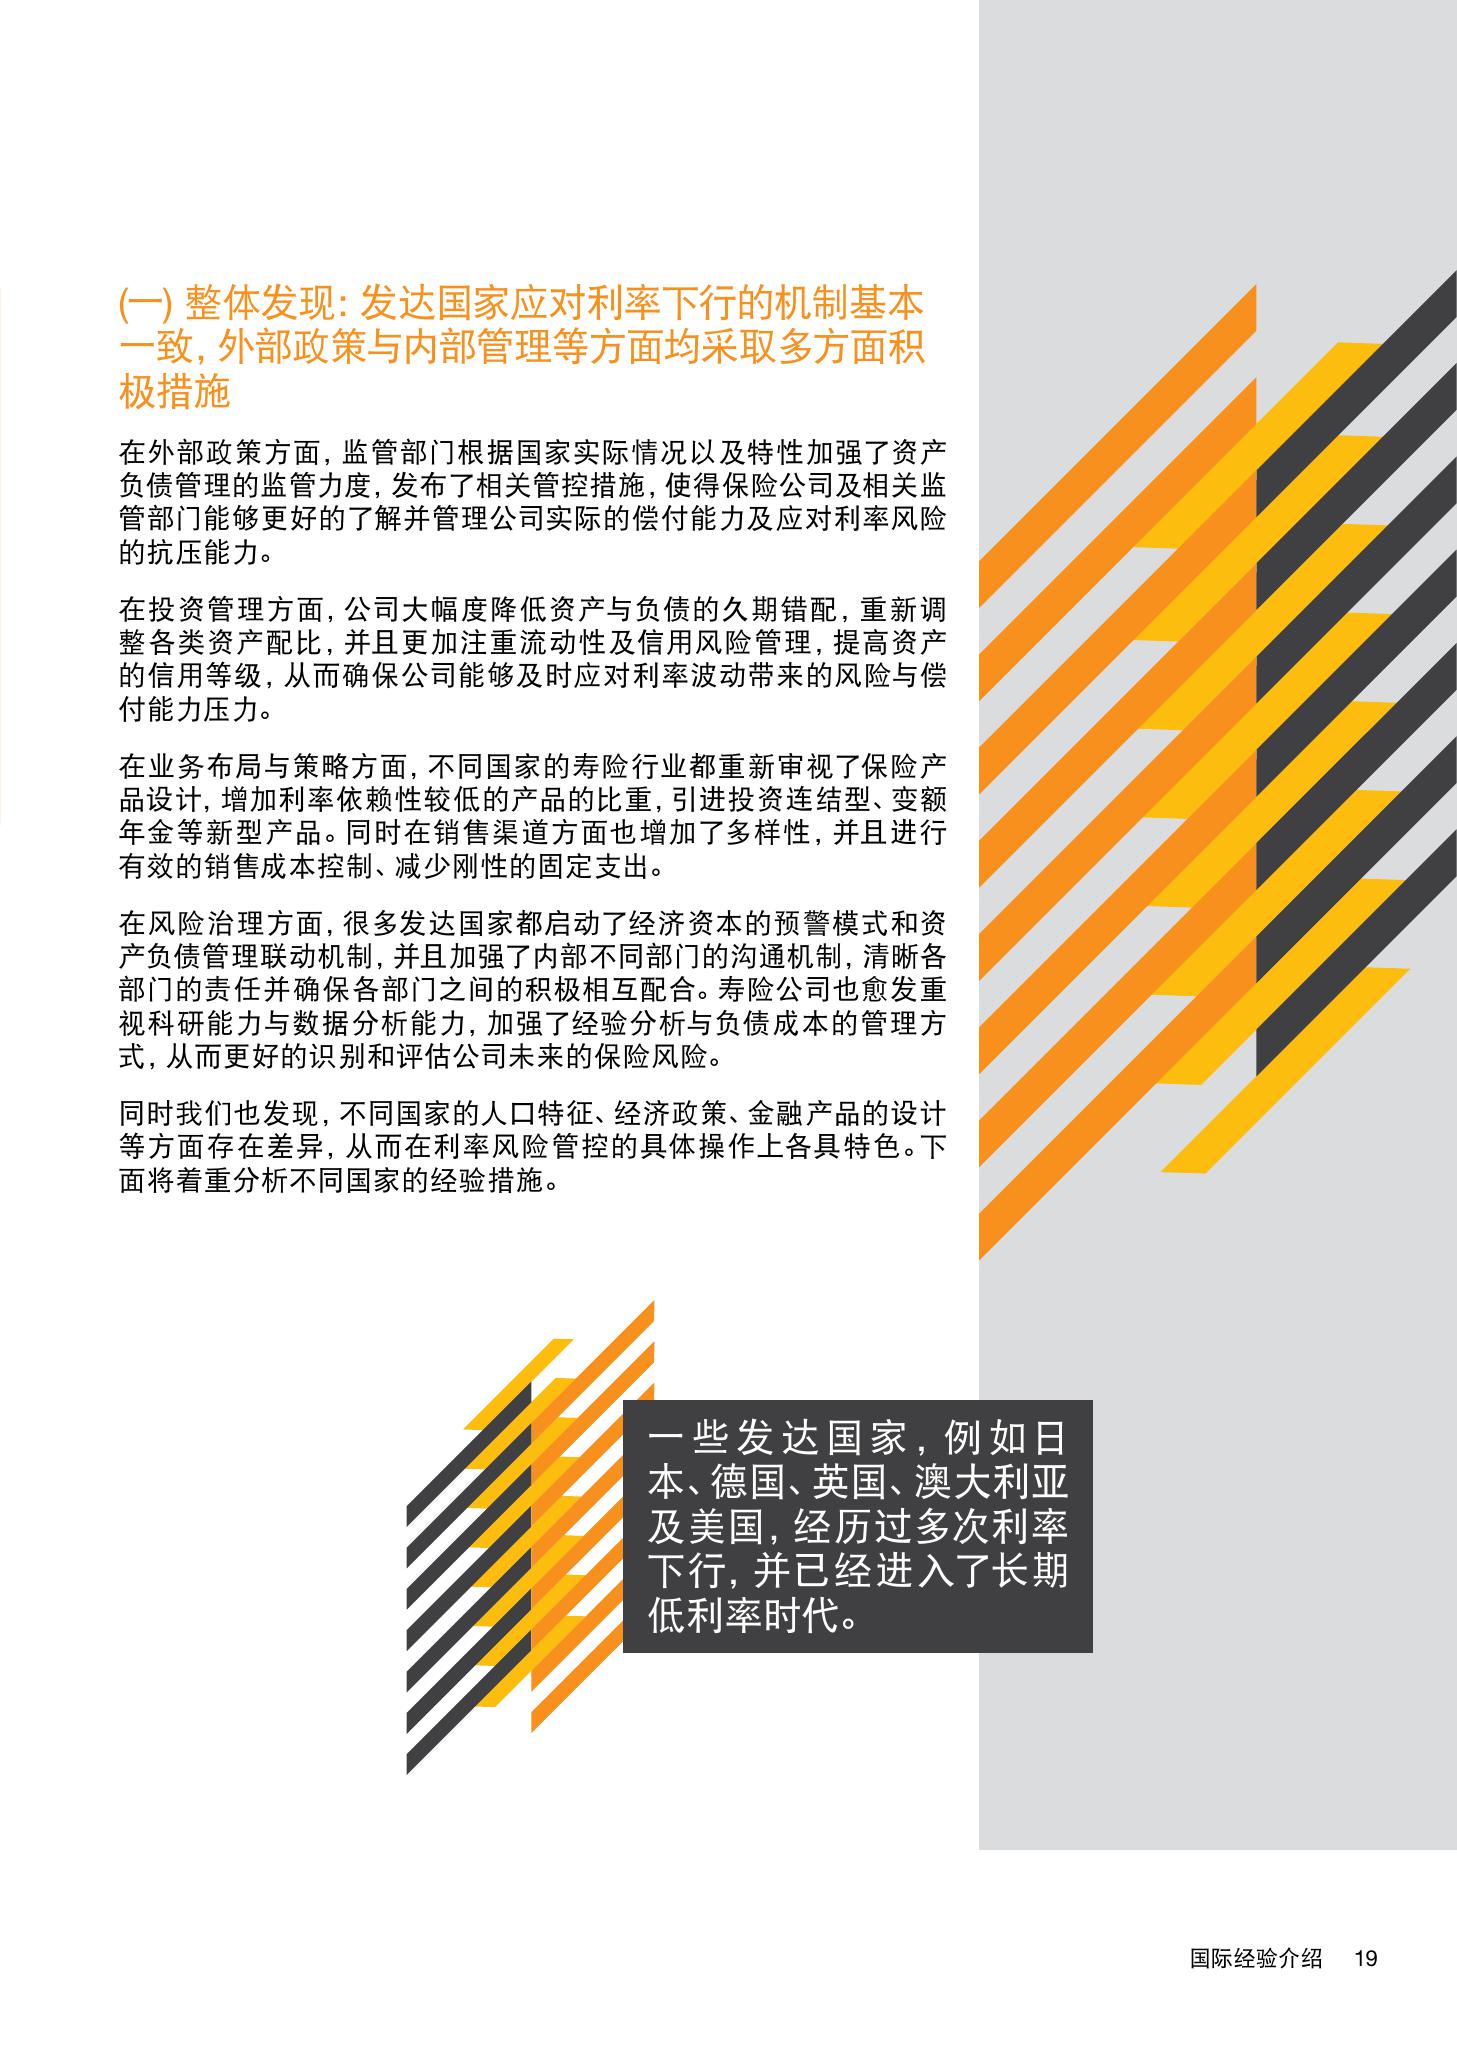 (一) 整体发现：发达国家应对利率下行的机制基本
一致，外部政策与内部管理等方面均采取多方面积
极措施
在外部政策方面，监管部门根据国家实际情况以及特性加强了资产
负债管理的监管力度，发布了相关管控措施，使得保险公司及相关监
管部门能够更好的了解并管理公司实际的偿付能力及应对利率风险
的抗压能力。
在投资管理方面，公司大幅度降低资产与负债的久期错配，重新调
整各类资产配比，并且更加注重流动性及信用风险管理，提高资产
的信用等级，从而确保公司能够及时应对利率波动带来的风险与偿
付能力压力。
在业务布局与策略方面，不同国家的寿险行业都重新审视了保险产
品设计，增加利率依赖性较低的产品的比重，引进投资连结型、变额
年金等新型产品。同时在销售渠道方面也增加了多样性，并且进行
有效的销售成本控制、减少刚性的固定支出。
在风险治理方面，很多发达国家都启动了经济资本的预警模式和资
产负债管理联动机制，并且加强了内部不同部门的沟通机制，清晰各
部门的责任并确保各部门之间的积极相互配合。寿险公司也愈发重
视科研能力与数据分析能力，加强了经验分析与负债成本的管理方
式，从而更好的识别和评估公司未来的保险风险。
同时我们也发现，不同国家的人口特征、经济政策、金融产品的设计
等方面存在差异，从而在利率风险管控的具体操作上各具特色。下
面将着重分析不同国家的经验措施。
一些发达国家，例如日
本、德国、英国、澳大利亚
及美国，经历过多次利率
下行，并已经进入了长期
低利率时代。
国际经验介绍 19